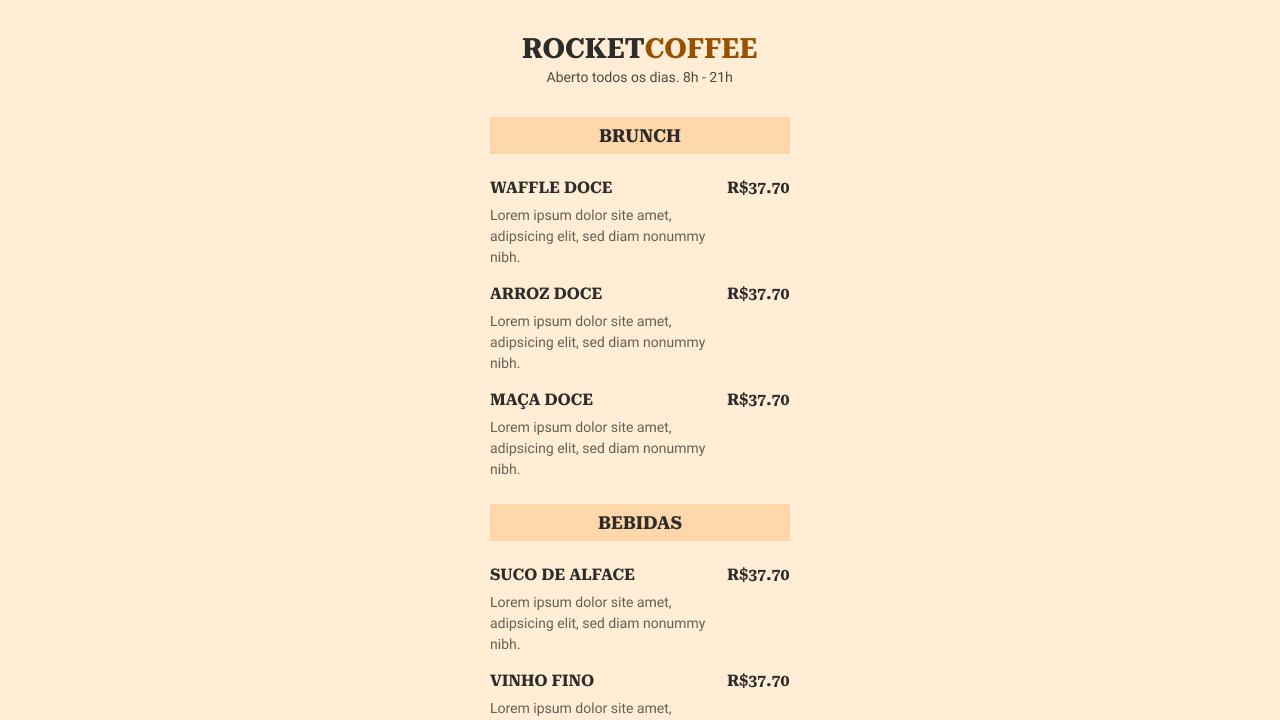 ROCKETCOFFEE
Aberto todos os dias. 8h - 21h
BRUNCH
WAFFLE DOCE R$37.70
Lorem ipsum dolor site amet,
adipsicing elit, sed diam nonummy
nibh.
ARROZ DOCE R$37.70
Lorem ipsum dolor site amet,
adipsicing elit, sed diam nonummy
nibh.
MAÇA DOCE R$37.70
Lorem ipsum dolor site amet,
adipsicing elit, sed diam nonummy
nibh.
BEBIDAS
SUCO DE ALFACE R$37.70
Lorem ipsum dolor site amet,
adipsicing elit, sed diam nonummy
nibh.
VINHO FINO R$37.70
Lorem ipsum dolor site amet,